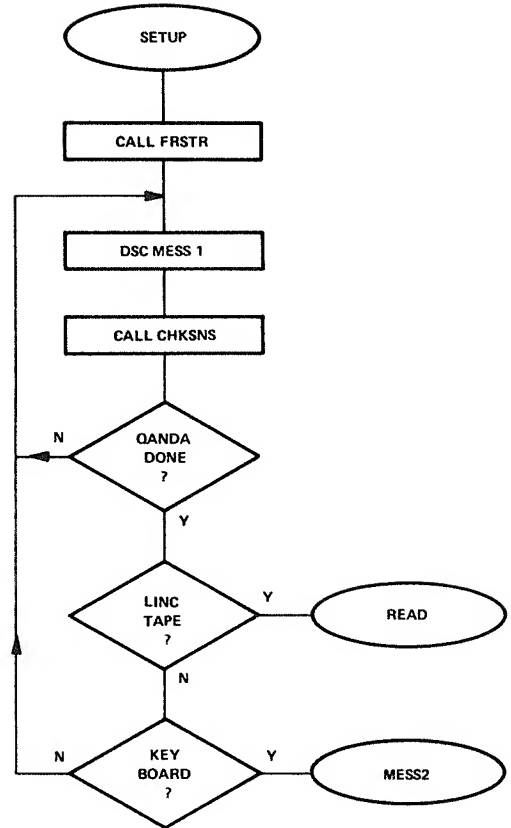 SETUP
CALL FRSTR
DSC MESS 1
CALL CHKSNS
N
QANDA
DONE
?
Y
LINC
TAPE
?
Y
READ
N
N
KEY
BOARD
?
Y
MESS2